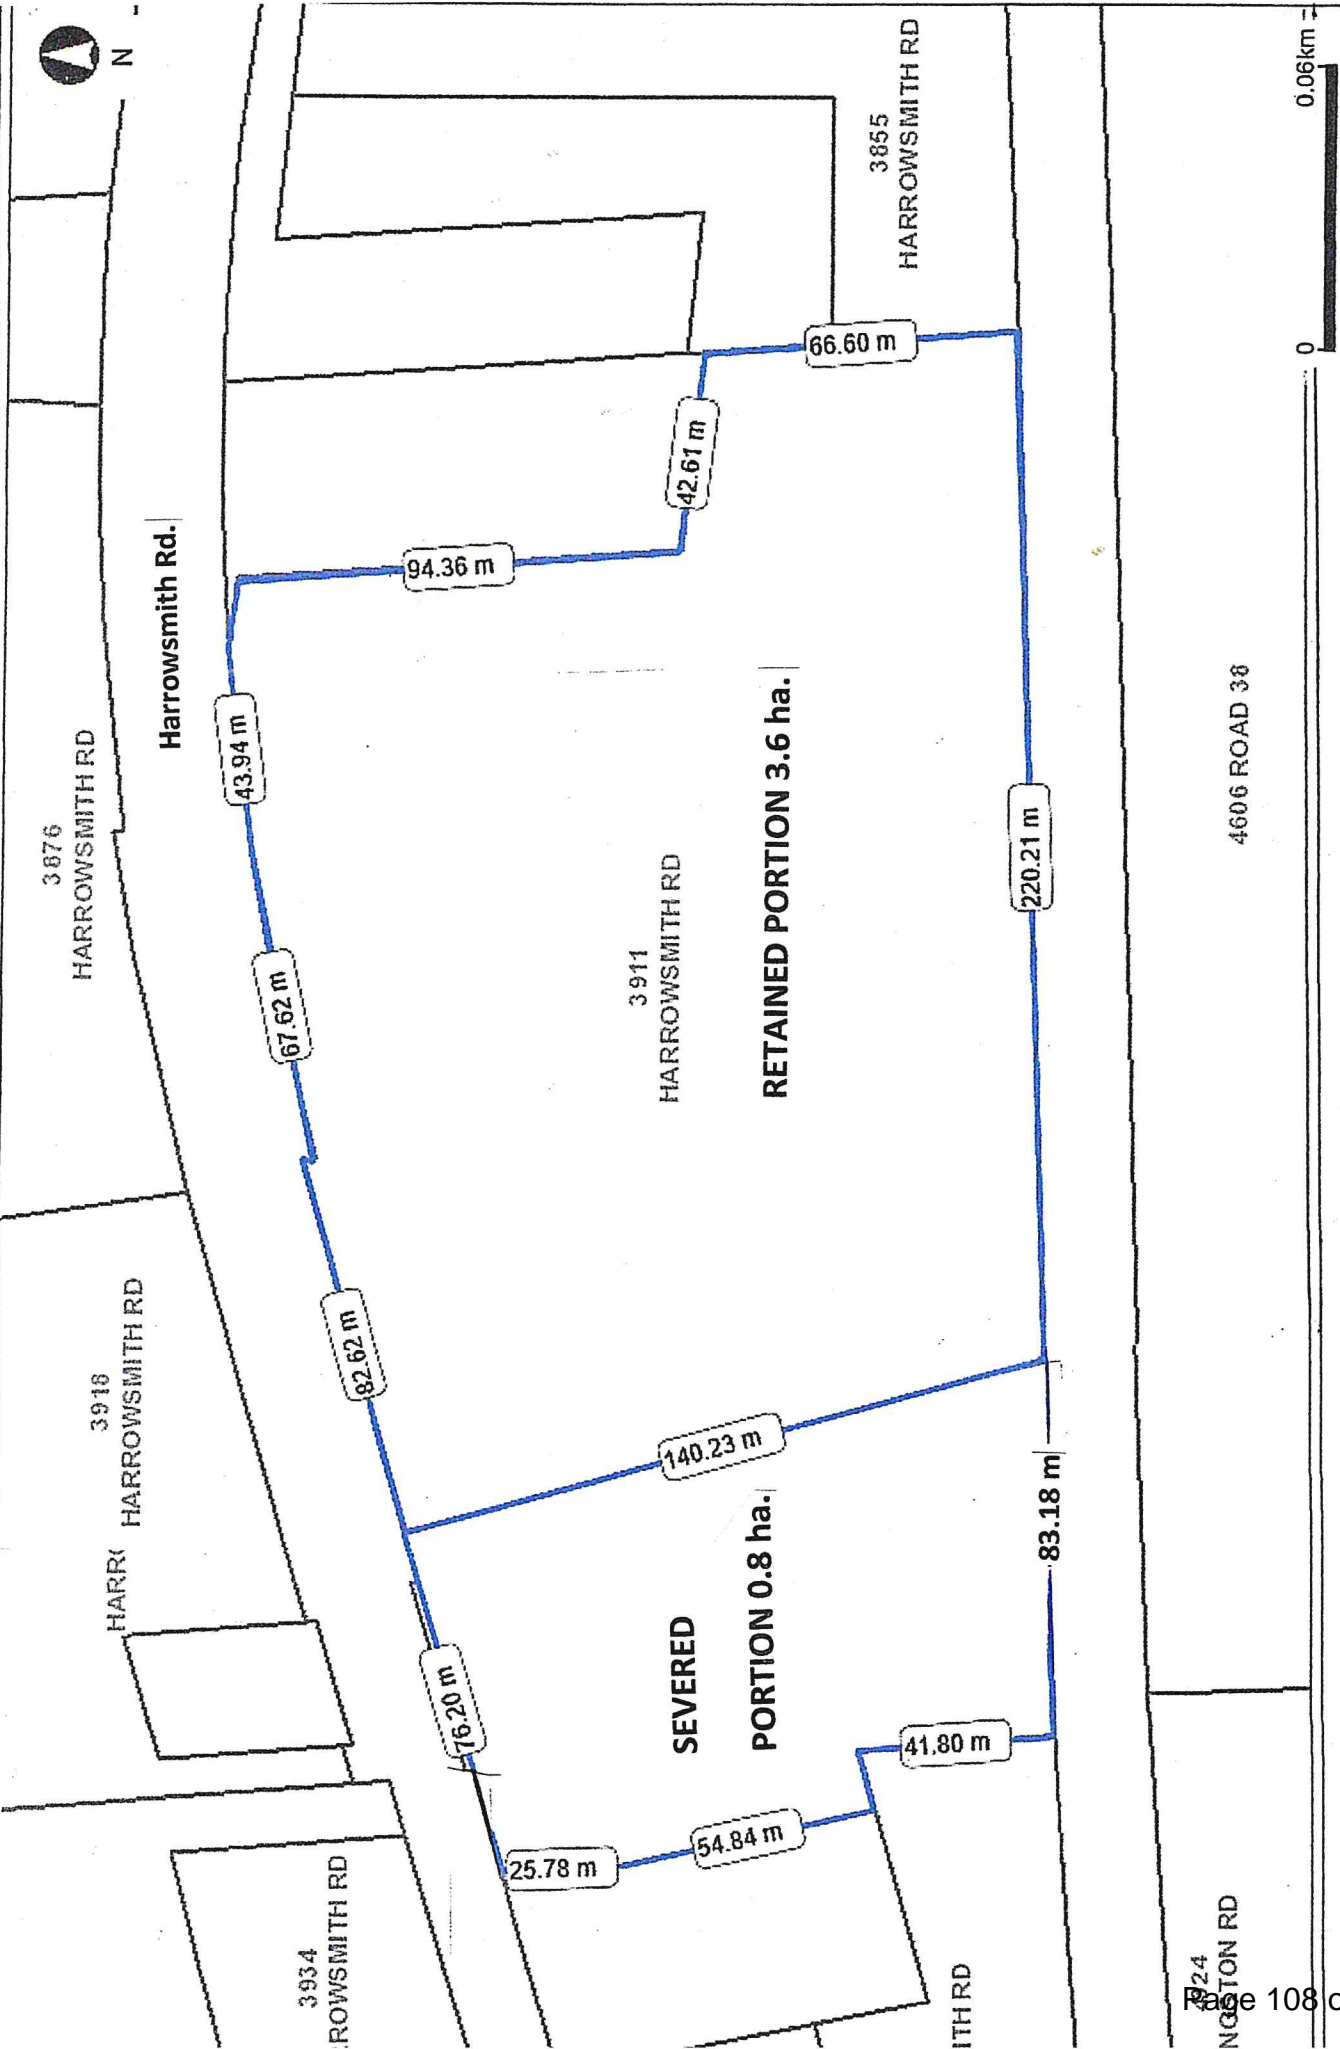 N
0.06km
0
3855
HARROWSMITH RD
66.60 m
42.61 m
94.36 m
Harrowsmith Rd.
43.94 m
3876
HARROWSMITH RD
67.62 m
3911
HARROWSMITH RD
RETAINED PORTION 3.6 ha.
220.21 m
4606 ROAD 38
3918
HARROWSMITH RD
HARR
82.62 m
140.23 m
83.18 m
SEVERED
PORTION 0.8 ha.
76.20 m
41.80 m
54.84 m
25.78 m
3934
ROWSMITH RD
ITH RD
NGSTON RD
Page 108 o